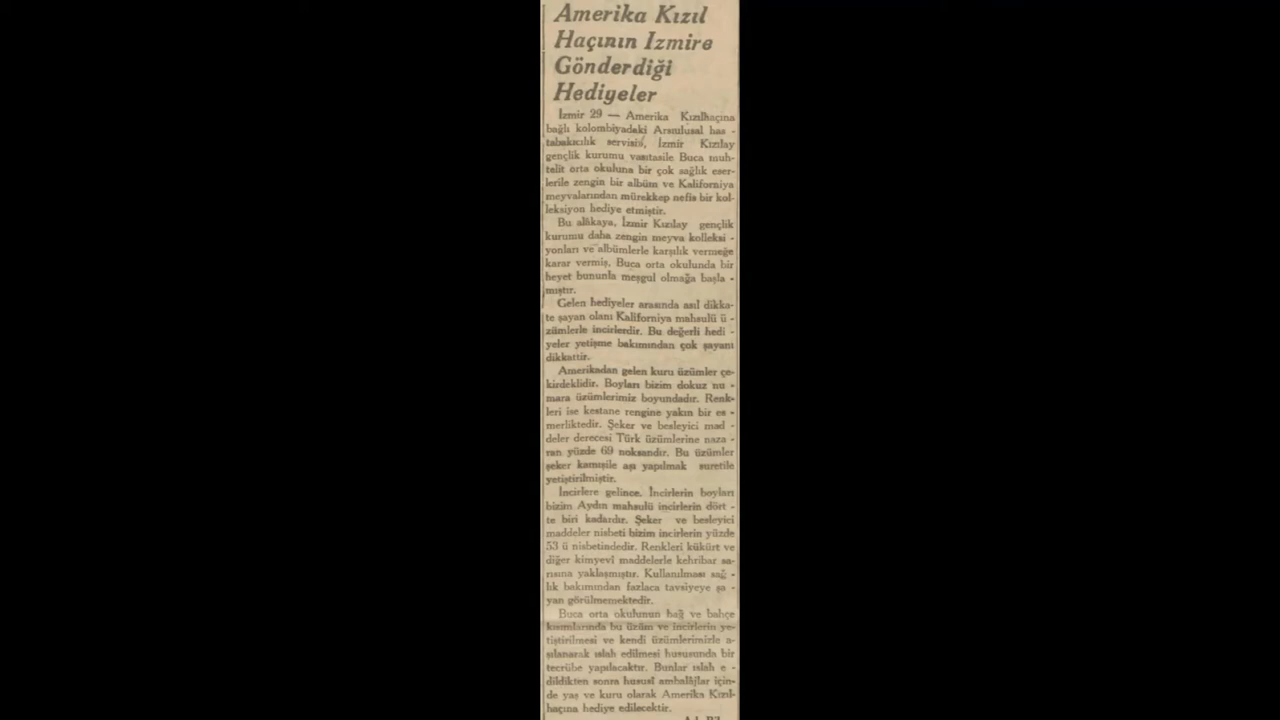 Amerika Kızıl
Haçının Izmire
Gönderdiği
Hediyeler
İzmir 29 — Amerika Kızılhaçına
bağlı kolombiyadaki Arsıulusal has -
tabakıcılık servisi, İzmir Kızılay
gençlik kurumu vasıtasile Buca muh-
telit orta okuluna bir çok sağlık eser-
lerile zengin bir albüm ve Kaliforniya
meyvalarından mürekkep nefis bir kol-
leksiyon hediye etmiştir.
Bu alâkaya, İzmir Kızılay gençlik
kurumu daha zengin meyva kolleksi -
yonları ve albümlerle karşılık vermeğe
karar vermiş, Buca orta okulunda bir
heyet bununla meşgul olmağa başla -
mıştır.
Gelen hediyeler arasında asıl dikka-
te şayan olanı Kaliforniya mahsulü ü -
zümlerle incirlerdir. Bu değerli hedi -
yeler yetişme bakımından çok şayanı
dikkattir.
Amerikadan gelen kuru üzümler çe-
kirdeklidir. Boyları bizim dokuz nu -
mara üzümlerimiz boyundadır. Renk-
leri ise kestane rengine yakın bir es -
merliktedir. Şeker ve besleyici mad -
deler derecesi Türk üzümlerine naza -
ran yüzde 69 noksandır. Bu üzümler
şeker kamışile aşı yapılmak suretile
yetiştirilmiştir.
İncirlere gelince. İncirlerin boyları
bizim Aydın mahsulü incirlerin dört -
te biri kadardır. Şeker ve besleyici
maddeler nisbeti bizim incirlerin yüzde
53 ü nisbetindedir. Renkleri kükürt ve
diğer kimyevî maddelerle kehribar sa-
rısına yaklaşmıştır. Kullanılması sağ -
lık bakımından fazlaca tavsiyeye şa -
yan görülmemektedir.
Buca orta okulunun bağ ve bahçe
kısımlarında bu üzüm ve incirlerin ye-
tiştirilmesi ve kendi üzümlerimizle a-
şılanarak ıslah edilmesi hususunda bir
tecrübe yapılacaktır. Bunlar ıslah e -
dildikten sonra hususî ambalâjlar için-
de yaş ve kuru olarak Amerika Kızıl-
haçına hediye edilecektir.